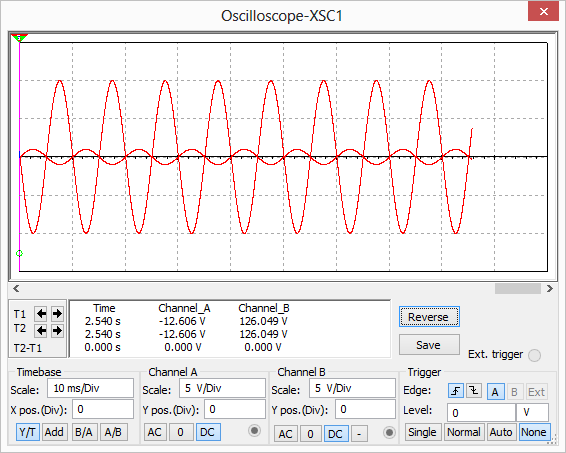 Oscilloscope-XSC1
T1
T2
T2-T1
Time Channel_A Channel_B
2.540 s -12.606 V 126.049 V
2.540 s -12.606 V 126.049 V
0.000 s 0.000 V 0.000 V
Reverse
Save
Ext. trigger
Timebase
Scale: 10 ms/Div
X pos.(Div): 0
Y/T Add B/A A/B
Channel A
Scale: 5 V/Div
Y pos.(Div): 0
AC 0 DC
Channel B
Scale: 5 V/Div
Y pos.(Div): 0
AC 0 DC -
Trigger
Edge: A B Ext
Level: 0 V
Single Normal Auto None